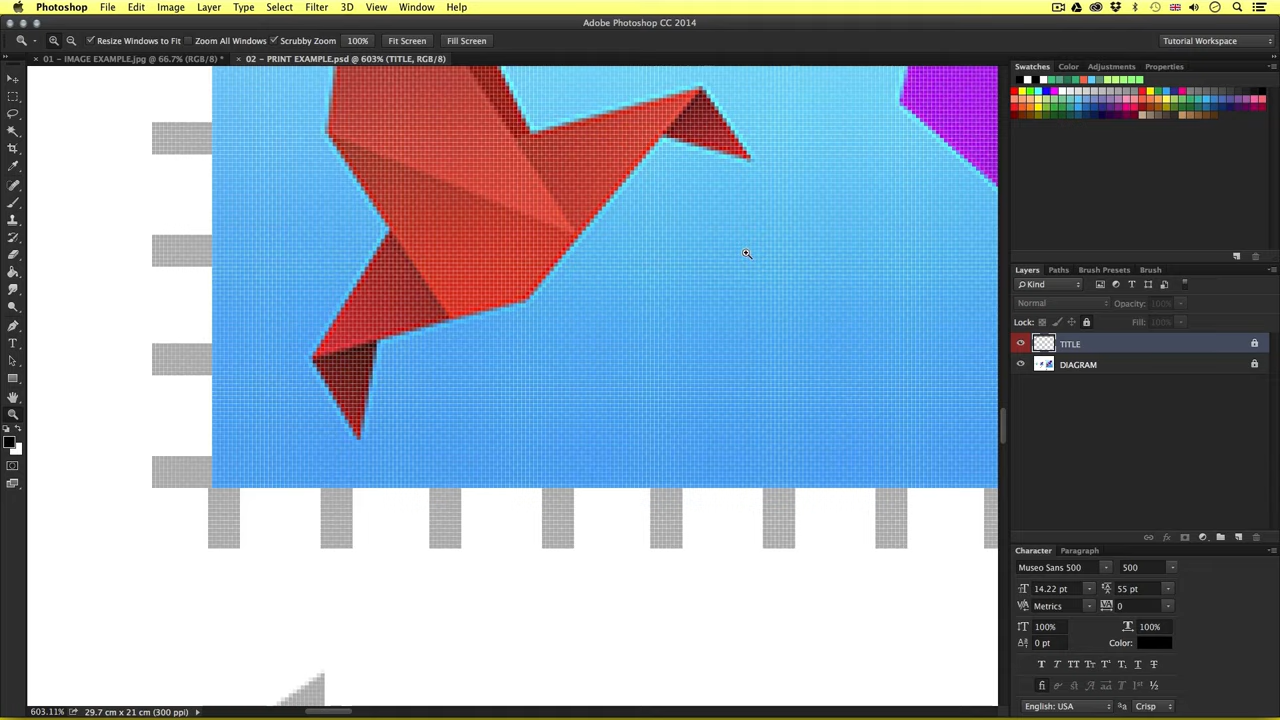 Photoshop File Edit Image Layer Type Select Filter 3D View Window Help
Adobe Photoshop CC 2014
Resize Windows to Fit Zoom All Windows Scrubby Zoom 100% Fit Screen Fill Screen Tutorial Workspace
01 – IMAGE EXAMPLE.jpg @ 66.7% (RGB/8) * 02 – PRINT EXAMPLE.psd @ 603% (TITLE, RGB/8)
Swatches Color Adjustments Styles
Layers Paths Brush Presets Brush
Kind
Normal Opacity: 100%
Lock: Fill: 100%
TITLE
DIAGRAM
Character Paragraph
Museo Sans 500 500
14.22 pt 55 pt
Metrics 0
100% 100%
0 pt Color:
English: USA Crisp
603.11% 29.7 cm x 21 cm (300 ppi)